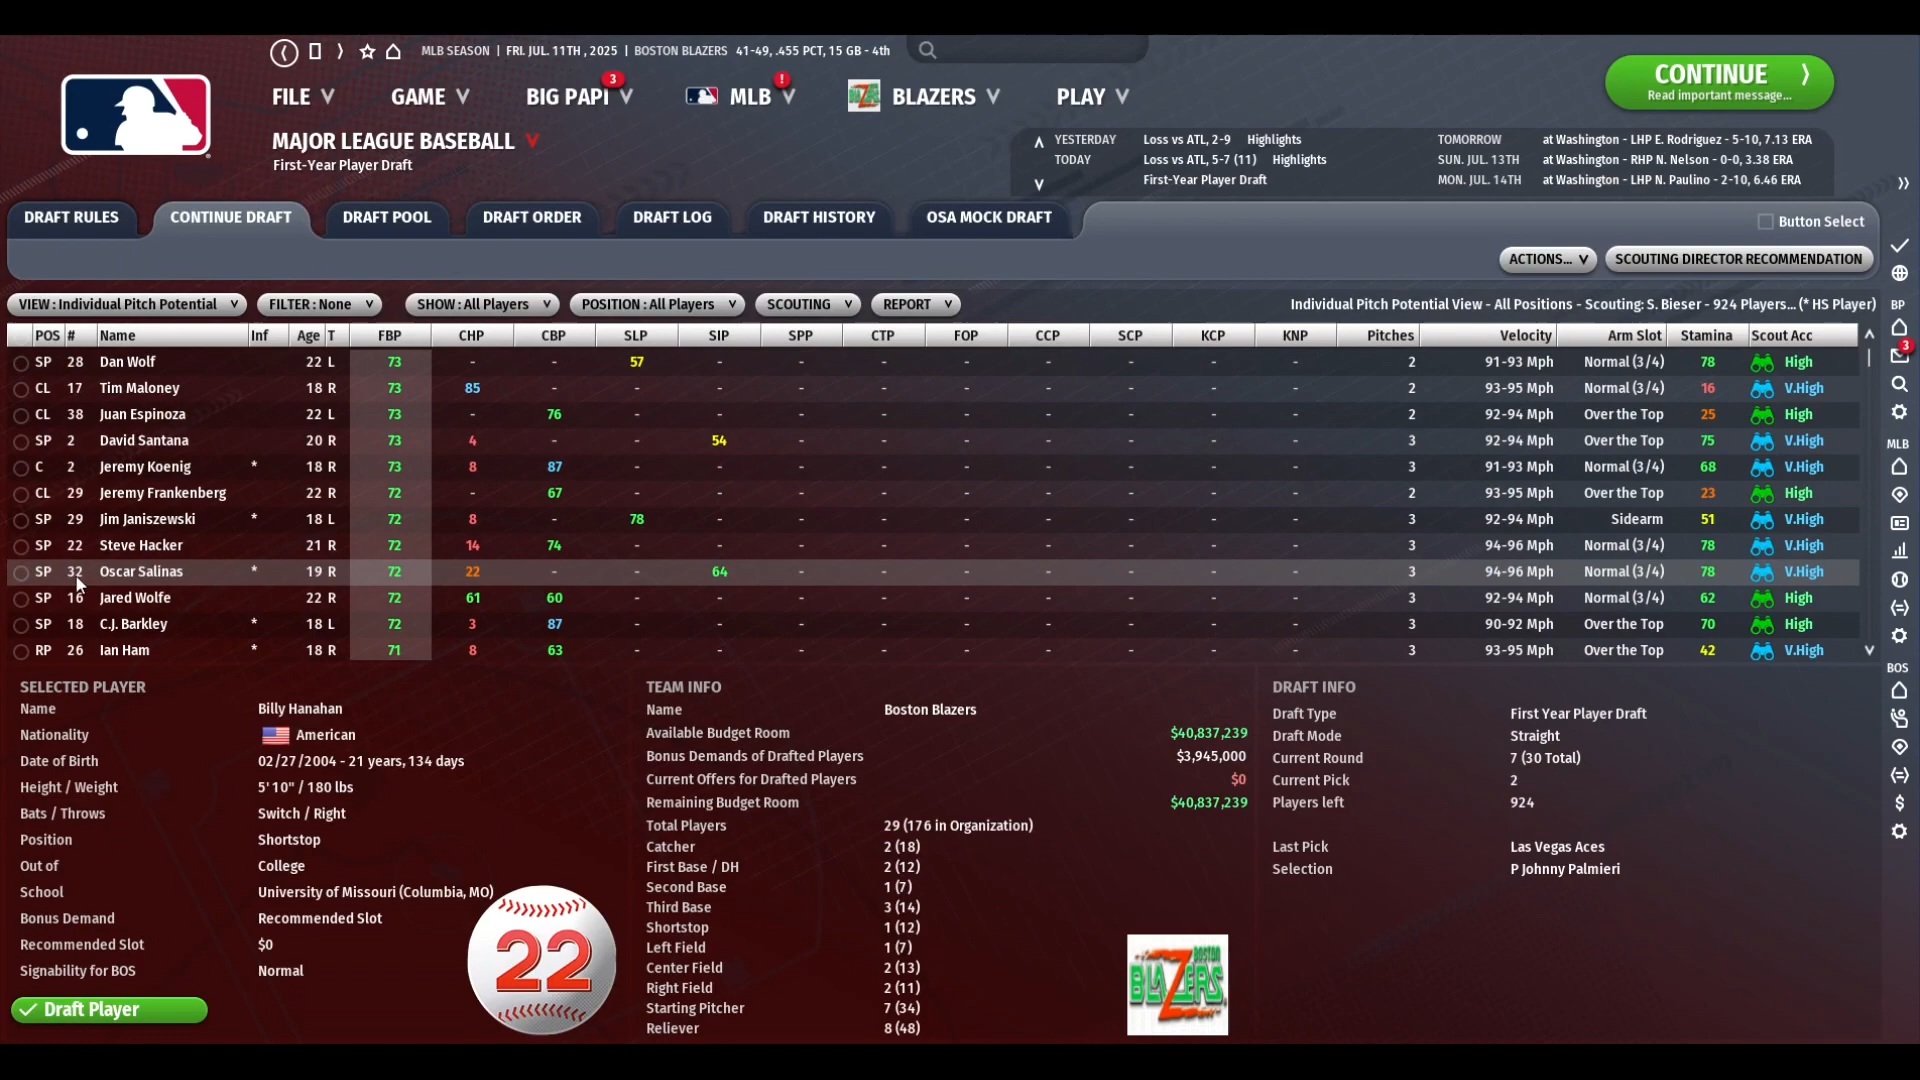 MLB SEASON | FRI. JUL. 11TH , 2025 | BOSTON BLAZERS 41-49, .455 PCT, 15 GB - 4th
FILE GAME BIG PAPI 3 MLB ! BLAZERS PLAY
CONTINUE
Read important message...
MAJOR LEAGUE BASEBALL
First-Year Player Draft
YESTERDAY Loss vs ATL, 2-9 Highlights TOMORROW at Washington - LHP E. Rodriguez - 5-10, 7.13 ERA
TODAY Loss vs ATL, 5-7 (11) Highlights SUN. JUL. 13TH at Washington - RHP N. Nelson - 0-0, 3.38 ERA
First-Year Player Draft MON. JUL. 14TH at Washington - LHP N. Paulino - 2-10, 6.46 ERA
DRAFT RULES CONTINUE DRAFT DRAFT POOL DRAFT ORDER DRAFT LOG DRAFT HISTORY OSA MOCK DRAFT Button Select
ACTIONS... SCOUTING DIRECTOR RECOMMENDATION
VIEW : Individual Pitch Potential FILTER : None SHOW : All Players POSITION : All Players SCOUTING REPORT Individual Pitch Potential View - All Positions - Scouting: S. Bieser - 924 Players... (* HS Player)
POS # Name Inf Age T FBP CHP CBP SLP SIP SPP CTP FOP CCP SCP KCP KNP Pitches Velocity Arm Slot Stamina Scout Acc
SP 28 Dan Wolf 22 L 73 - - 57 - - - - - - - - 2 91-93 Mph Normal (3/4) 78 High
CL 17 Tim Maloney 18 R 73 85 - - - - - - - - - - 2 93-95 Mph Normal (3/4) 16 V.High
CL 38 Juan Espinoza 22 L 73 - 76 - - - - - - - - - 2 92-94 Mph Over the Top 25 High
SP 2 David Santana 20 R 73 4 - - 54 - - - - - - - 3 92-94 Mph Over the Top 75 V.High
C 2 Jeremy Koenig * 18 R 73 8 87 - - - - - - - - - 3 91-93 Mph Normal (3/4) 68 V.High
CL 29 Jeremy Frankenberg 22 R 72 - 67 - - - - - - - - - 2 93-95 Mph Over the Top 23 High
SP 29 Jim Janiszewski * 18 L 72 8 - 78 - - - - - - - - 3 92-94 Mph Sidearm 51 V.High
SP 22 Steve Hacker 21 R 72 14 74 - - - - - - - - - 3 94-96 Mph Normal (3/4) 78 V.High
SP 32 Oscar Salinas * 19 R 72 22 - - 64 - - - - - - - 3 94-96 Mph Normal (3/4) 78 V.High
SP 16 Jared Wolfe 22 R 72 61 60 - - - - - - - - - 3 92-94 Mph Normal (3/4) 62 High
SP 18 C.J. Barkley * 18 L 72 3 87 - - - - - - - - - 3 90-92 Mph Over the Top 70 High
RP 26 Ian Ham * 18 R 71 8 63 - - - - - - - - - 3 93-95 Mph Over the Top 42 V.High
SELECTED PLAYER
Name Billy Hanahan
Nationality American
Date of Birth 02/27/2004 - 21 years, 134 days
Height / Weight 5'10" / 180 lbs
Bats / Throws Switch / Right
Position Shortstop
Out of College
School University of Missouri (Columbia, MO)
Bonus Demand Recommended Slot
Recommended Slot $0
Signability for BOS Normal
Draft Player
22
TEAM INFO
Name Boston Blazers
Available Budget Room $40,837,239
Bonus Demands of Drafted Players $3,945,000
Current Offers for Drafted Players $0
Remaining Budget Room $40,837,239
Total Players 29 (176 in Organization)
Catcher 2 (18)
First Base / DH 2 (12)
Second Base 1 (7)
Third Base 3 (14)
Shortstop 1 (12)
Left Field 1 (7)
Center Field 2 (13)
Right Field 2 (11)
Starting Pitcher 7 (34)
Reliever 8 (48)
BOSTON
BLAZERS
DRAFT INFO
Draft Type First Year Player Draft
Draft Mode Straight
Current Round 7 (30 Total)
Current Pick 2
Players left 924
Last Pick Las Vegas Aces
Selection P Johnny Palmieri
BP
3
MLB
BOS